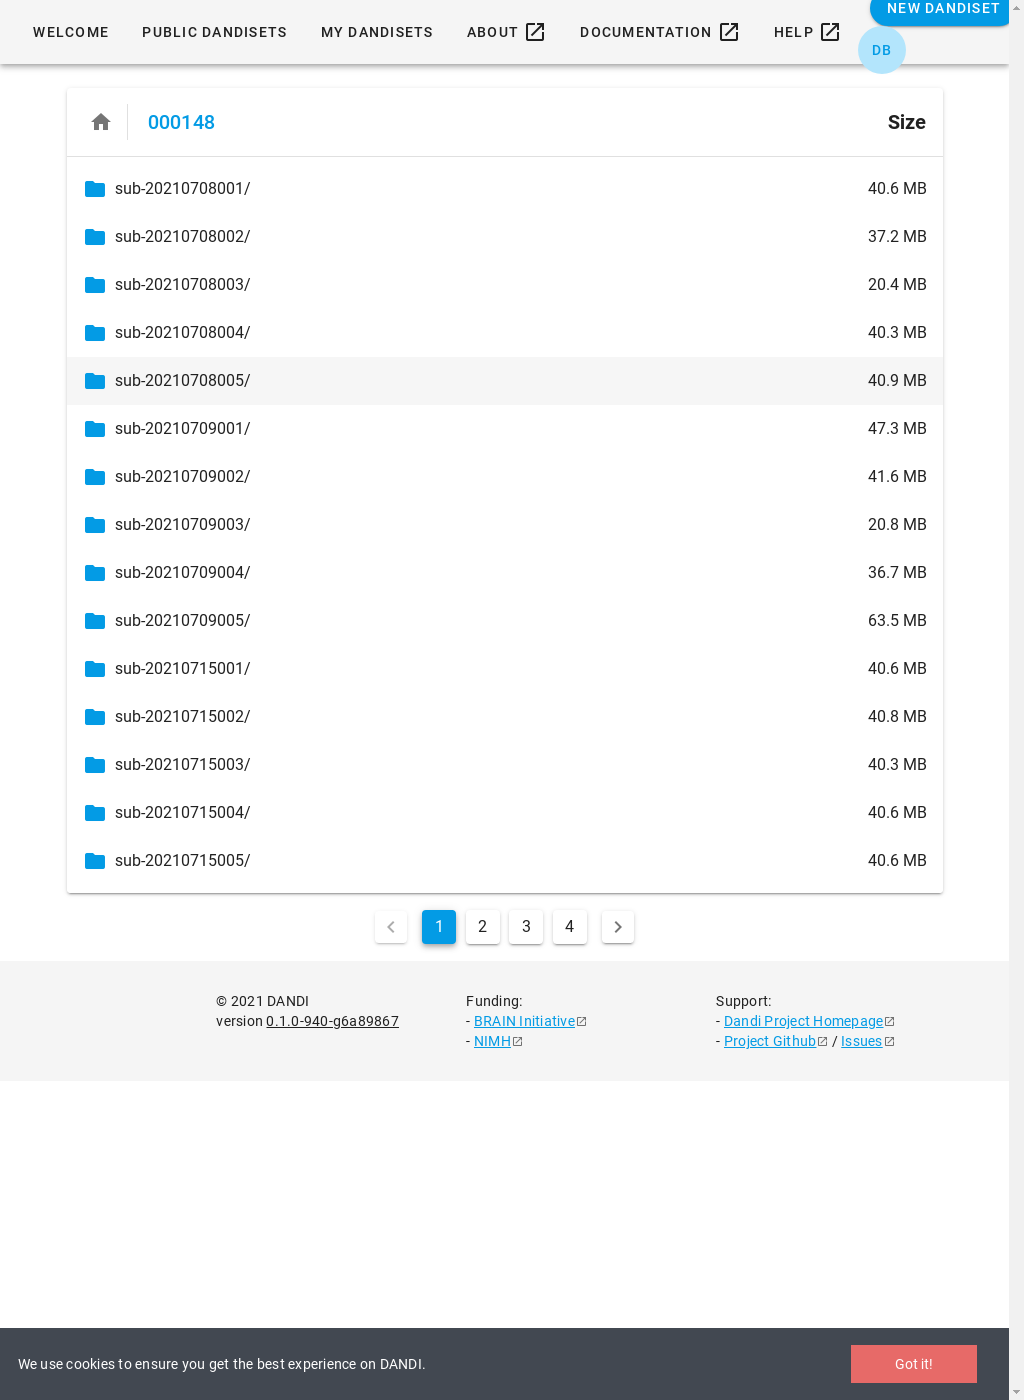 WELCOME PUBLIC DANDISETS MY DANDISETS ABOUT DOCUMENTATION HELP NEW DANDISET
DB
000148 Size
sub-20210708001/ 40.6 MB
sub-20210708002/ 37.2 MB
sub-20210708003/ 20.4 MB
sub-20210708004/ 40.3 MB
sub-20210708005/ 40.9 MB
sub-20210709001/ 47.3 MB
sub-20210709002/ 41.6 MB
sub-20210709003/ 20.8 MB
sub-20210709004/ 36.7 MB
sub-20210709005/ 63.5 MB
sub-20210715001/ 40.6 MB
sub-20210715002/ 40.8 MB
sub-20210715003/ 40.3 MB
sub-20210715004/ 40.6 MB
sub-20210715005/ 40.6 MB
1 2 3 4
© 2021 DANDI
version 0.1.0-940-g6a89867
Funding:
- BRAIN Initiative
- NIMH
Support:
- Dandi Project Homepage
- Project Github / Issues
We use cookies to ensure you get the best experience on DANDI. Got it!